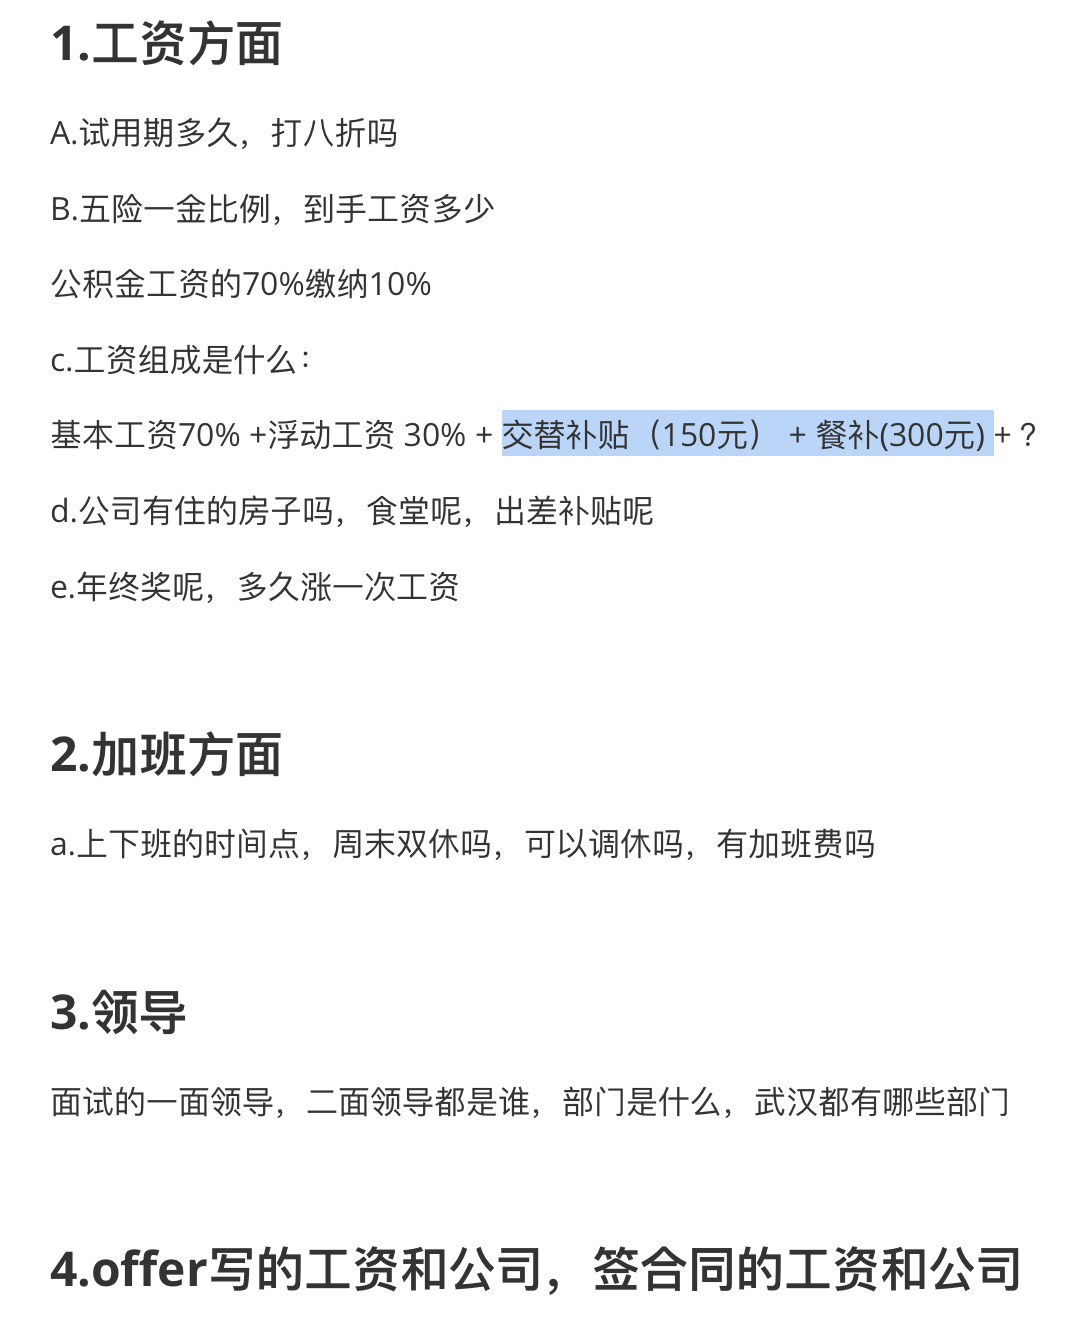 1.工资方面
A.试用期多久，打八折吗
B.五险一金比例，到手工资多少
公积金工资的70%缴纳10%
c.工资组成是什么：
基本工资70% +浮动工资 30% + 交替补贴（150元） + 餐补(300元) + ？
d.公司有住的房子吗，食堂呢，出差补贴呢
e.年终奖呢，多久涨一次工资
2.加班方面
a.上下班的时间点，周末双休吗，可以调休吗，有加班费吗
3.领导
面试的一面领导，二面领导都是谁，部门是什么，武汉都有哪些部门
4.offer写的工资和公司，签合同的工资和公司